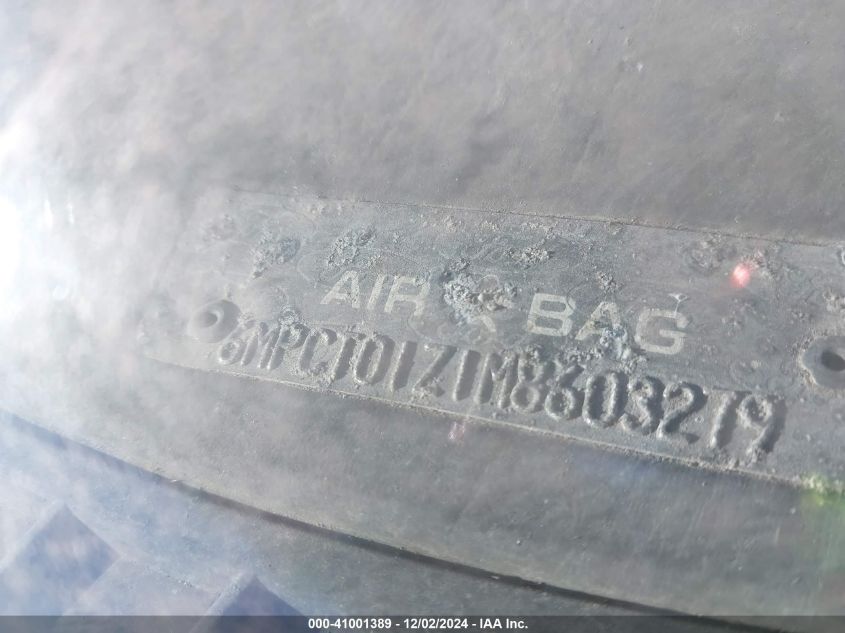 AIR BAG
6MPCT01Z1M8603279
000-41001389 - 12/02/2024 - IAA Inc.